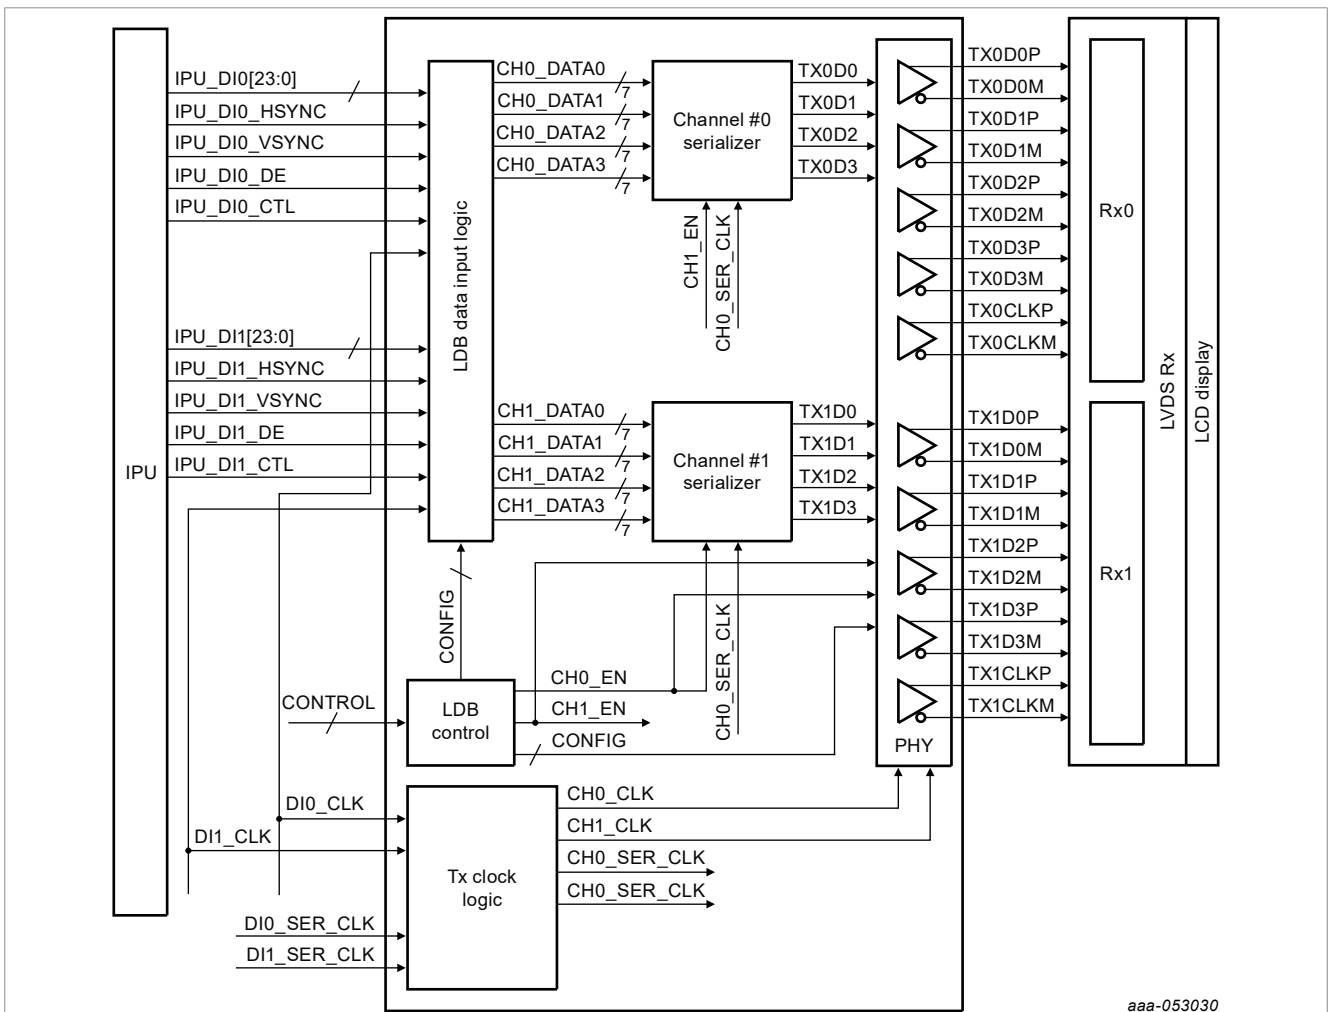 IPU
IPU_DI0[23:0]
IPU_DI0_HSYNC
IPU_DI0_VSYNC
IPU_DI0_DE
IPU_DI0_CTL
IPU_DI1[23:0]
IPU_DI1_HSYNC
IPU_DI1_VSYNC
IPU_DI1_DE
IPU_DI1_CTL
LDB data input logic
CH0_DATA0
7
CH0_DATA1
7
CH0_DATA2
7
CH0_DATA3
7
Channel #0
serializer
CH1_EN
CH0_SER_CLK
TX0D0
TX0D1
TX0D2
TX0D3
CH1_DATA0
7
CH1_DATA1
7
CH1_DATA2
7
CH1_DATA3
7
Channel #1
serializer
CH0_SER_CLK
TX1D0
TX1D1
TX1D2
TX1D3
CONFIG
CONTROL
LDB
control
CH0_EN
CH1_EN
CONFIG
DI0_CLK
DI1_CLK
DI0_SER_CLK
DI1_SER_CLK
Tx clock
logic
CH0_CLK
CH1_CLK
CH0_SER_CLK
CH0_SER_CLK
PHY
TX0D0P
TX0D0M
TX0D1P
TX0D1M
TX0D2P
TX0D2M
TX0D3P
TX0D3M
TX0CLKP
TX0CLKM
TX1D0P
TX1D0M
TX1D1P
TX1D1M
TX1D2P
TX1D2M
TX1D3P
TX1D3M
TX1CLKP
TX1CLKM
Rx0
Rx1
LVDS Rx
LCD display
aaa-053030